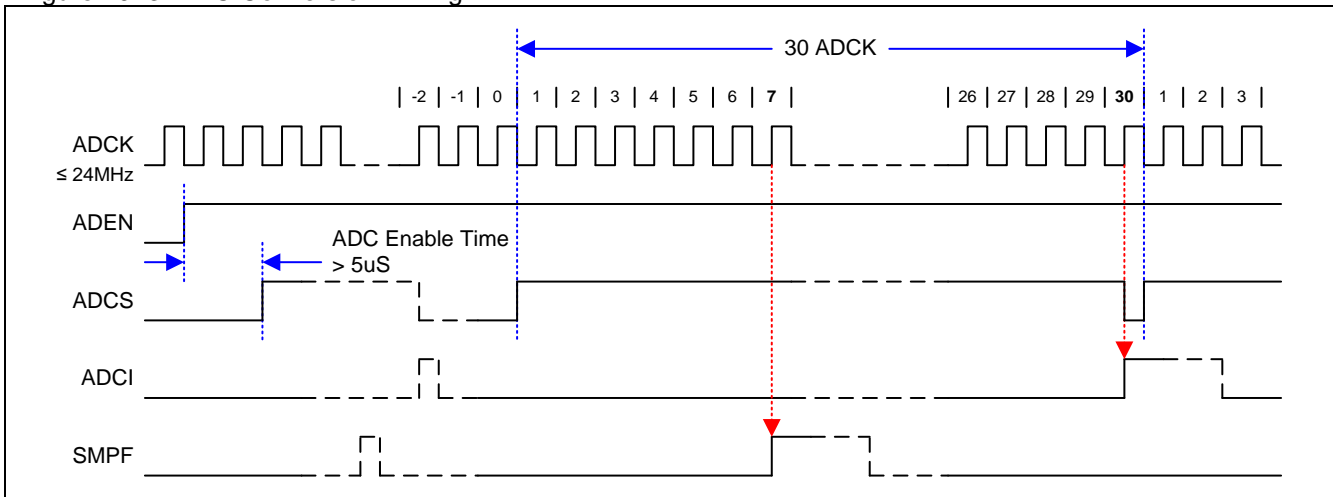 30 ADCK
| -2 | -1 | 0 | 1 | 2 | 3 | 4 | 5 | 6 | 7 | | 26 | 27 | 28 | 29 | 30 | 1 | 2 | 3 |
ADCK
≤ 24MHz
ADEN
ADC Enable Time
> 5uS
ADCS
ADCI
SMPF